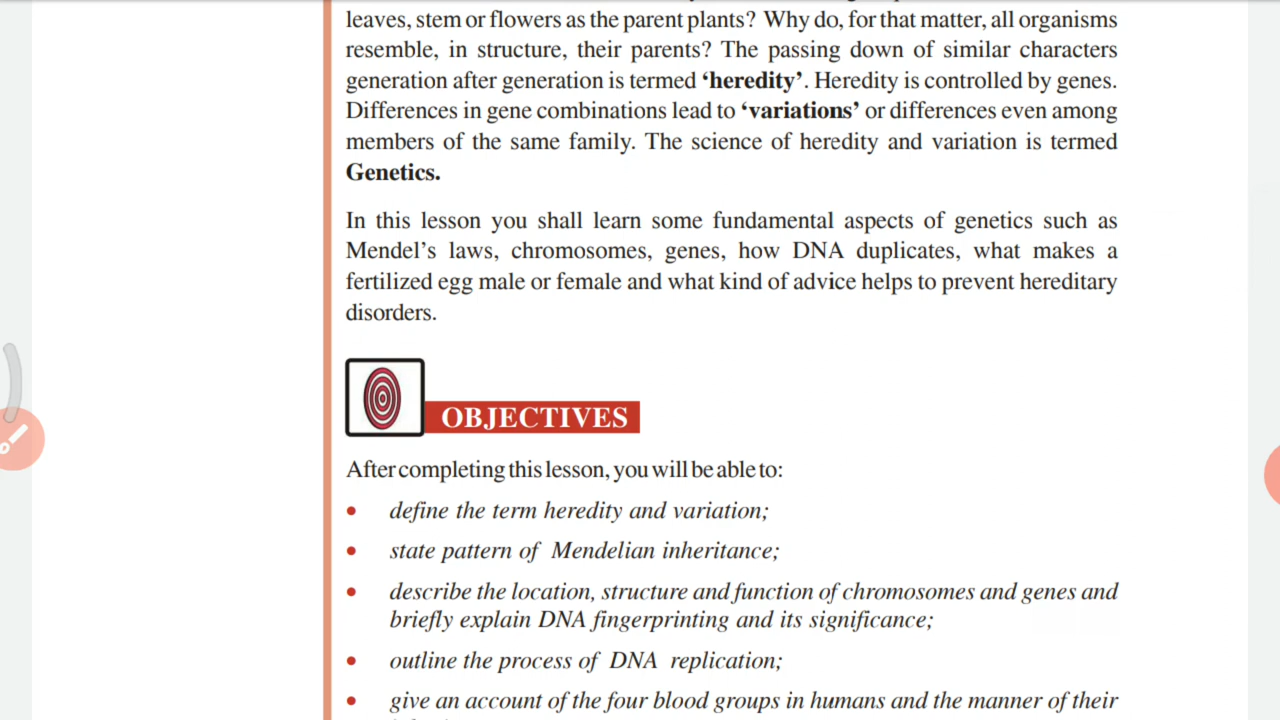 leaves, stem or flowers as the parent plants? Why do, for that matter, all organisms
resemble, in structure, their parents? The passing down of similar characters
generation after generation is termed ‘heredity’. Heredity is controlled by genes.
Differences in gene combinations lead to ‘variations’ or differences even among
members of the same family. The science of heredity and variation is termed
Genetics.
In this lesson you shall learn some fundamental aspects of genetics such as
Mendel’s laws, chromosomes, genes, how DNA duplicates, what makes a
fertilized egg male or female and what kind of advice helps to prevent hereditary
disorders.
OBJECTIVES
After completing this lesson, you will be able to:
• define the term heredity and variation;
• state pattern of Mendelian inheritance;
• describe the location, structure and function of chromosomes and genes and
briefly explain DNA fingerprinting and its significance;
• outline the process of DNA replication;
• give an account of the four blood groups in humans and the manner of their